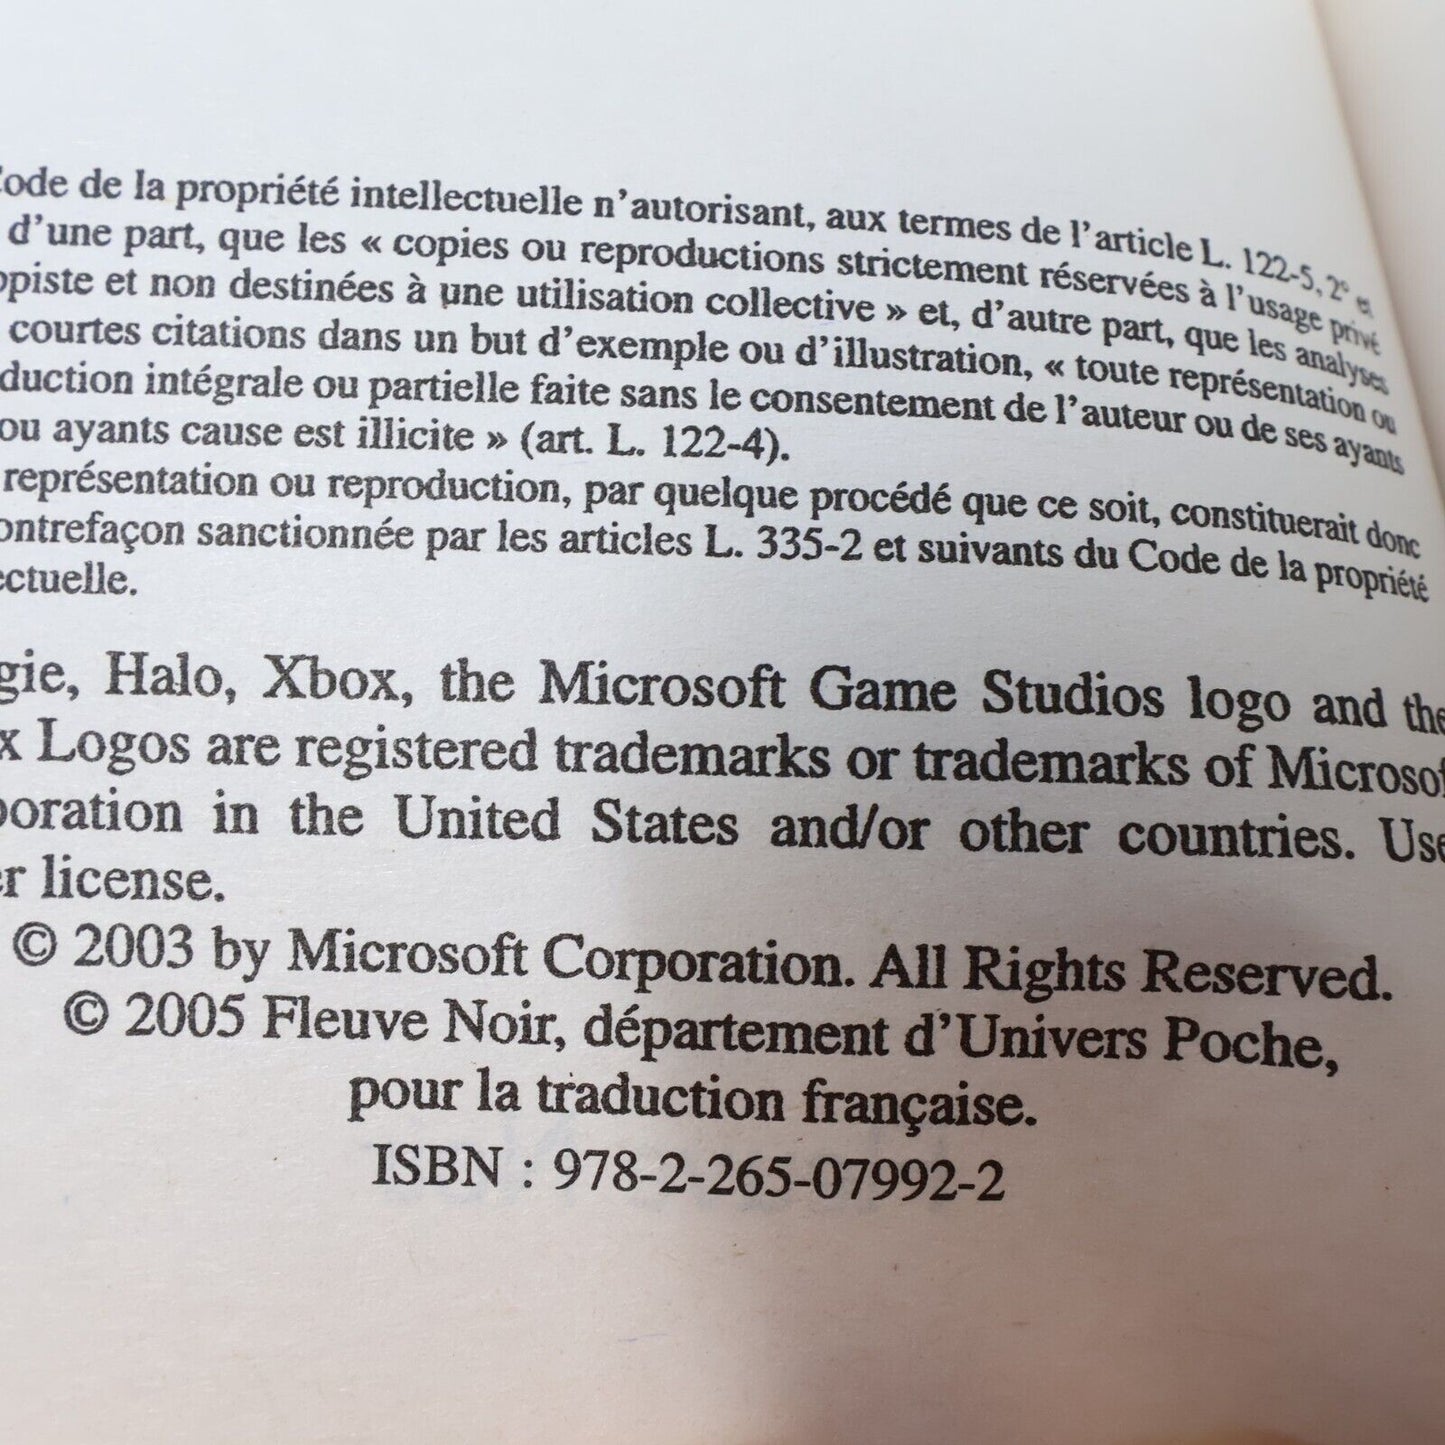 Code de la propriété intellectuelle n'autorisant, aux termes de l'article L. 122-5, 2° et
d'une part, que les « copies ou reproductions strictement réservées à l'usage privé
opiste et non destinées à une utilisation collective » et, d'autre part, que les analyses
courtes citations dans un but d'exemple ou d'illustration, « toute représentation ou
duction intégrale ou partielle faite sans le consentement de l'auteur ou de ses ayants
ou ayants cause est illicite » (art. L. 122-4).
représentation ou reproduction, par quelque procédé que ce soit, constituerait donc
ontrefaçon sanctionnée par les articles L. 335-2 et suivants du Code de la propriété
ectuelle.
gie, Halo, Xbox, the Microsoft Game Studios logo and the
x Logos are registered trademarks or trademarks of Microsof
poration in the United States and/or other countries. Use
er license.
© 2003 by Microsoft Corporation. All Rights Reserved.
© 2005 Fleuve Noir, département d'Univers Poche,
pour la traduction française.
ISBN : 978-2-265-07992-2